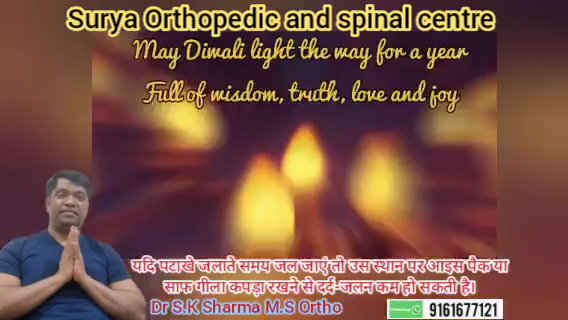 Surya Orthopedic and spinal centre
May Diwali light the way for a year
Full of wisdom, truth, love and joy
यदि पटाखे जलाते समय जल जाएं तो उस स्थान पर आइस पैक या
साफ गीला कपड़ा रखने से दर्द-जलन कम हो सकती है।
Dr S.K Sharma M.S Ortho
9161677121